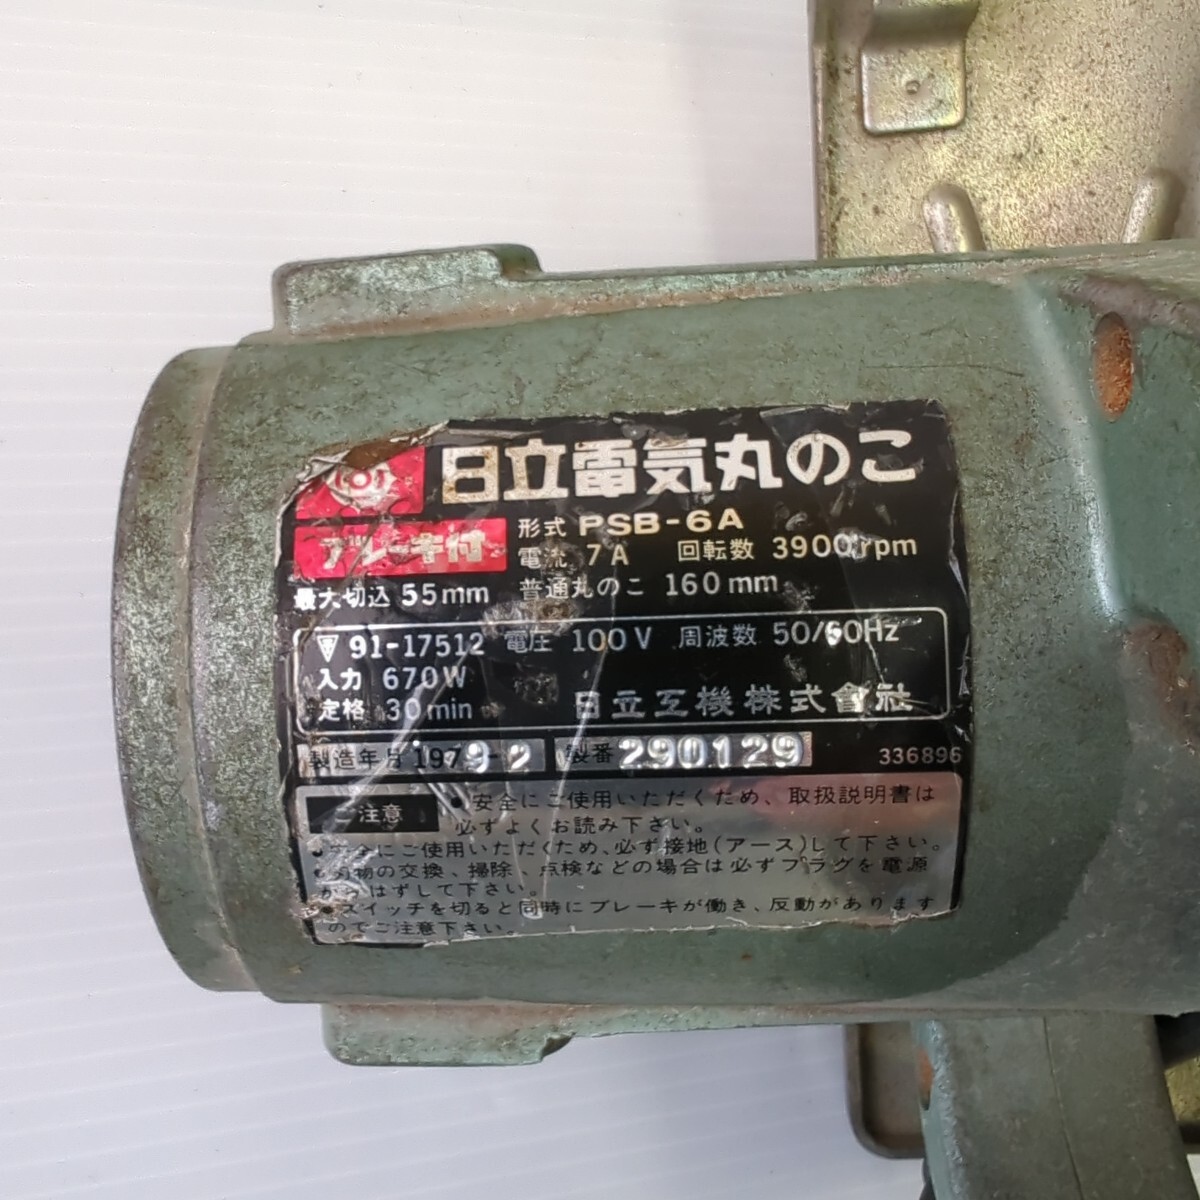 日立電気丸のこ
ブレーキ付
形式 PSB-6A
電流 7A 回転数 3900rpm
最大切込 55mm 普通丸のこ 160mm
91-17512 電圧 100V 周波数 50/60Hz
入力 670W
定格 30min 日立工機株式會社
製造年月 1979-2 製番 290129 336896
ご注意
●安全にご使用いただくため、取扱説明書は
必ずよくお読み下さい。
●安全にご使用いただくため、必ず接地(アース)して下さい。
●刃物の交換、掃除、点検などの場合は必ずプラグを電源
からはずして下さい。
●スイッチを切ると同時にブレーキが働き、反動があります
のでご注意下さい。